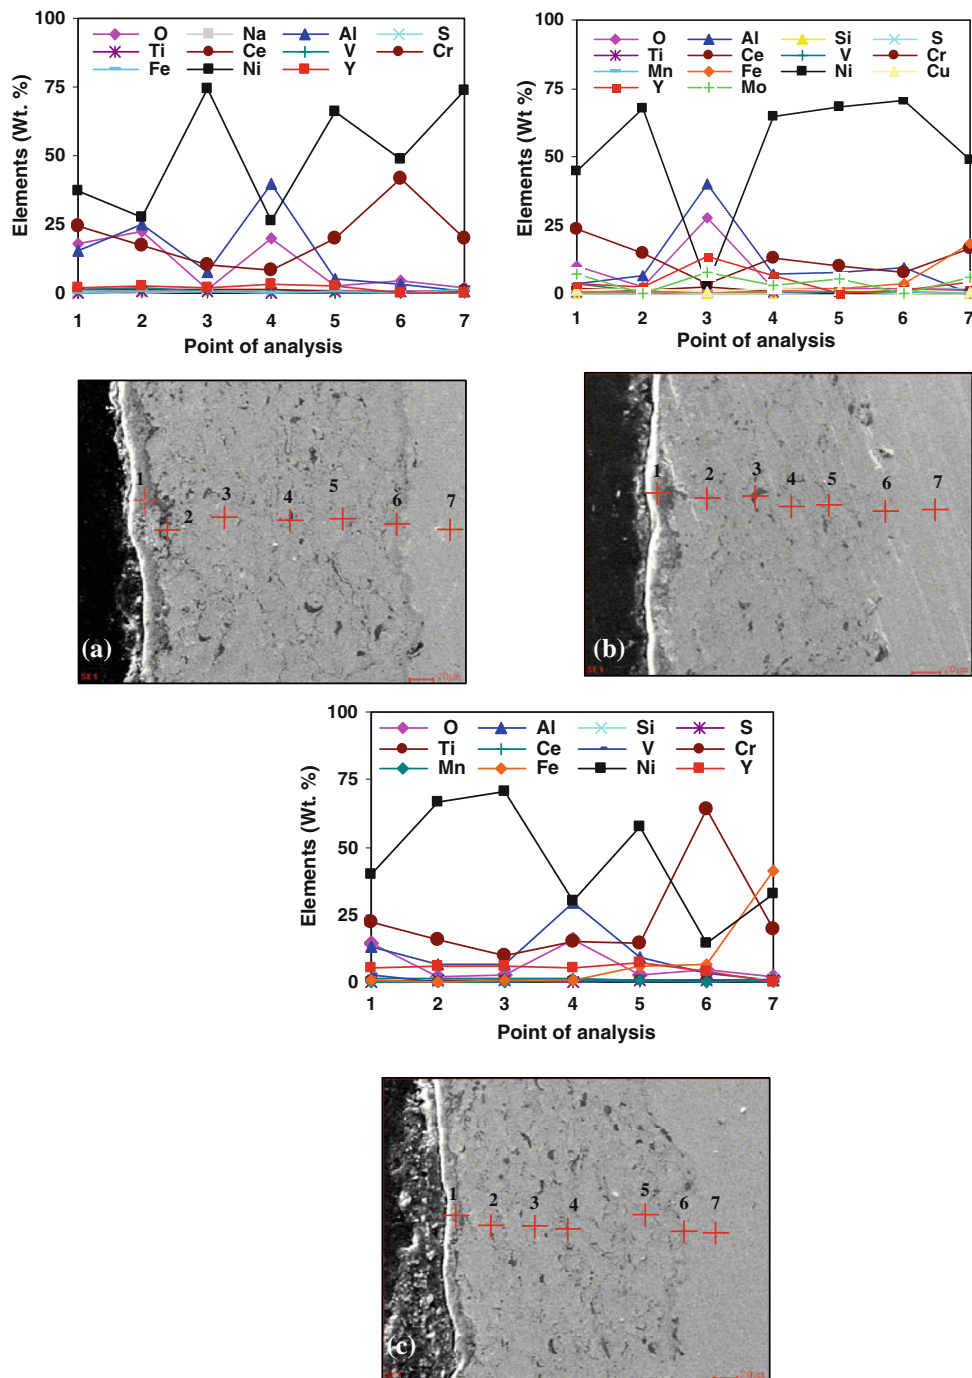 100
75
50
25
0
Elements (Wt. %)
O Na Al S
Ti Ce V Cr
Fe Ni Y
1 2 3 4 5 6 7
Point of analysis
100
75
50
25
0
Elements (Wt. %)
O Al Si S
Ti Ce V Cr
Mn Fe Ni Cu
Y Mo
1 2 3 4 5 6 7
Point of analysis
1 2 3 4 5 6 7
(a)
SE1
20µm
1 2 3 4 5 6 7
(b)
20µm
100
75
50
25
0
Elements (Wt. %)
O Al Si S
Ti Ce V Cr
Mn Fe Ni Y
1 2 3 4 5 6 7
Point of analysis
1 2 3 4 5 6 7
(c)